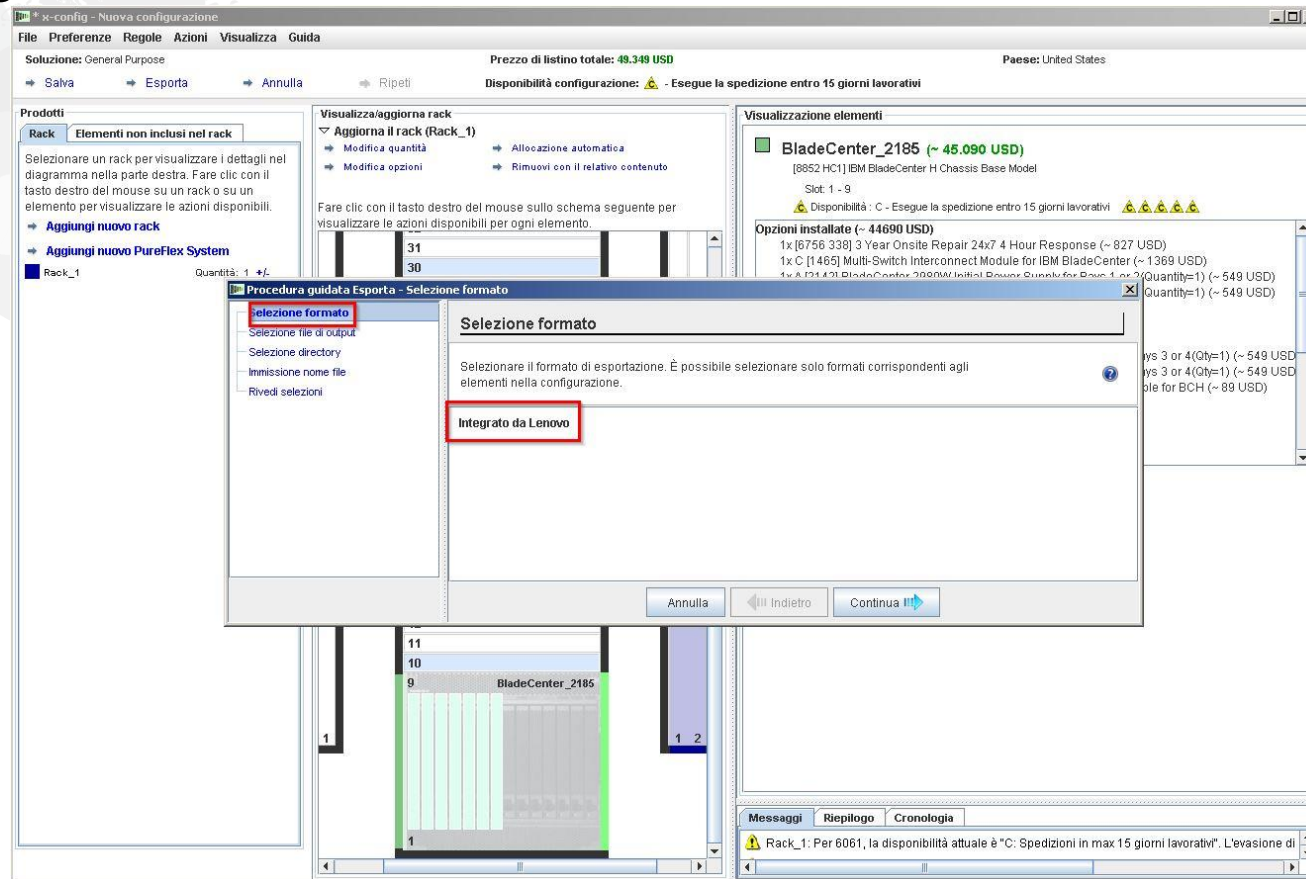 * x-config - Nuova configurazione
File Preferenze Regole Azioni Visualizza Guida
Soluzione: General Purpose
Prezzo di listino totale: 49.349 USD
Paese: United States
Salva Esporta Annulla Ripeti
Disponibilità configurazione: C - Esegue la spedizione entro 15 giorni lavorativi
Prodotti
Rack Elementi non inclusi nel rack
Selezionare un rack per visualizzare i dettagli nel
diagramma nella parte destra. Fare clic con il
tasto destro del mouse su un rack o su un
elemento per visualizzare le azioni disponibili.
Aggiungi nuovo rack
Aggiungi nuovo PureFlex System
Rack_1 Quantità: 1 +/-
Visualizza/aggiorna rack
Aggiorna il rack (Rack_1)
Modifica quantità Allocazione automatica
Modifica opzioni Rimuovi con il relativo contenuto
Fare clic con il tasto destro del mouse sullo schema seguente per
visualizzare le azioni disponibili per ogni elemento.
31
30
Visualizzazione elementi
BladeCenter_2185 (~ 45.090 USD)
[8852 HC1] IBM BladeCenter H Chassis Base Model
Slot: 1 - 9
Disponibilità : C - Esegue la spedizione entro 15 giorni lavorativi C C C C C
Opzioni installate (~ 44690 USD)
1x [6756 338] 3 Year Onsite Repair 24x7 4 Hour Response (~ 827 USD)
1x C [1465] Multi-Switch Interconnect Module for IBM BladeCenter (~ 1369 USD)
1x A [2142] BladeCenter 2980W Initial Power Supply for Bays 1 or 2(Quantity=1) (~ 549 USD)
Quantity=1) (~ 549 USD)
ys 3 or 4(Qty=1) (~ 549 USD
ys 3 or 4(Qty=1) (~ 549 USD
ble for BCH (~ 89 USD)
Procedura guidata Esporta - Selezione formato
Selezione formato
Selezione file di output
Selezione directory
Immissione nome file
Rivedi selezioni
Selezione formato
Selezionare il formato di esportazione. È possibile selezionare solo formati corrispondenti agli
elementi nella configurazione.
Integrato da Lenovo
Annulla Indietro Continua
11
10
9 BladeCenter_2185
1
1 2
1
Messaggi Riepilogo Cronologia
Rack_1: Per 6061, la disponibilità attuale è "C: Spedizioni in max 15 giorni lavorativi". L'evasione di